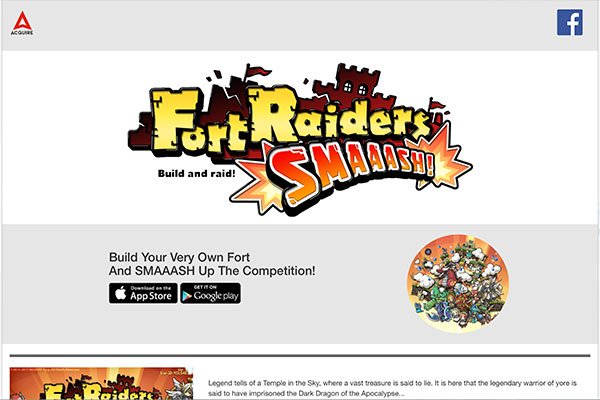 ACQUIRE
Fort Raiders
SMAAASH!
Build and raid!
Build Your Very Own Fort
And SMAAASH Up The Competition!
Download on the
App Store
GET IT ON
Google play
Legend tells of a Temple in the Sky, where a vast treasure is said to lie. It is here that the legendary warrior of yore is
said to have imprisoned the Dark Dragon of the Apocalypse...